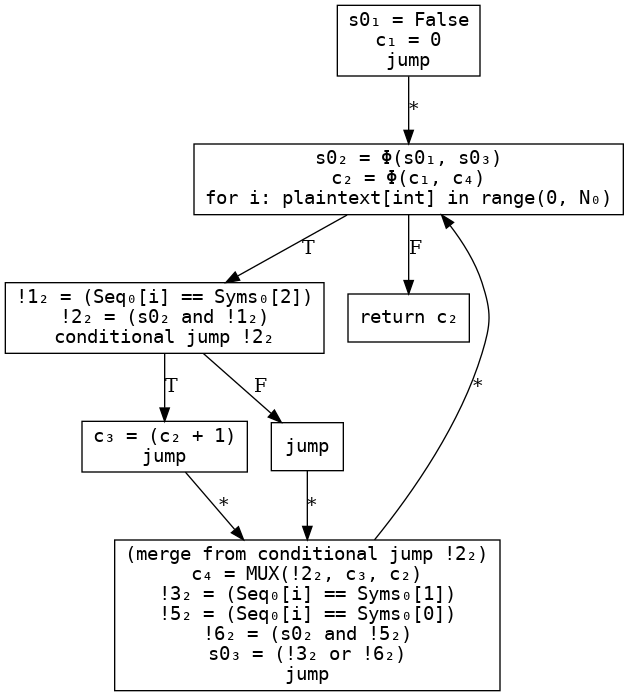 s0₁ = False
c₁ = 0
jump
*
s0₂ = Φ(s0₁, s0₃)
c₂ = Φ(c₁, c₄)
for i: plaintext[int] in range(0, N₀)
T
F
!1₂ = (Seq₀[i] == Syms₀[2])
!2₂ = (s0₂ and !1₂)
conditional jump !2₂
return c₂
T
F
*
c₃ = (c₂ + 1)
jump
jump
*
*
(merge from conditional jump !2₂)
c₄ = MUX(!2₂, c₃, c₂)
!3₂ = (Seq₀[i] == Syms₀[1])
!5₂ = (Seq₀[i] == Syms₀[0])
!6₂ = (s0₂ and !5₂)
s0₃ = (!3₂ or !6₂)
jump